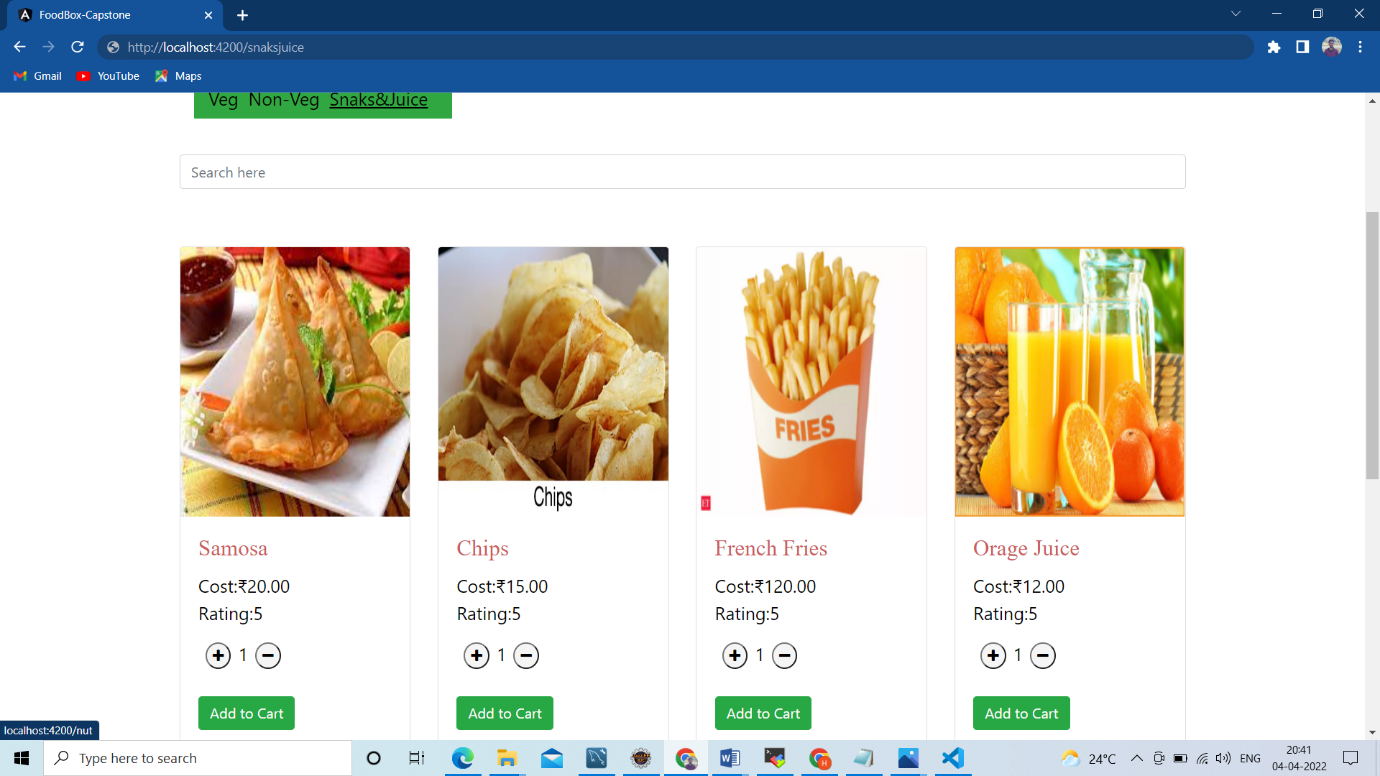 FoodBox-Capstone
http://localhost:4200/snaksjuice
Gmail YouTube Maps
Veg Non-Veg Snaks&Juice
Search here
Chips
FRIES
ET
Samosa Chips French Fries Orage Juice
Cost:₹20.00 Cost:₹15.00 Cost:₹120.00 Cost:₹12.00
Rating:5 Rating:5 Rating:5 Rating:5
1 1 1 1
Add to Cart Add to Cart Add to Cart Add to Cart
localhost:4200/nut
Type here to search
24°C ENG 20:41
04-04-2022